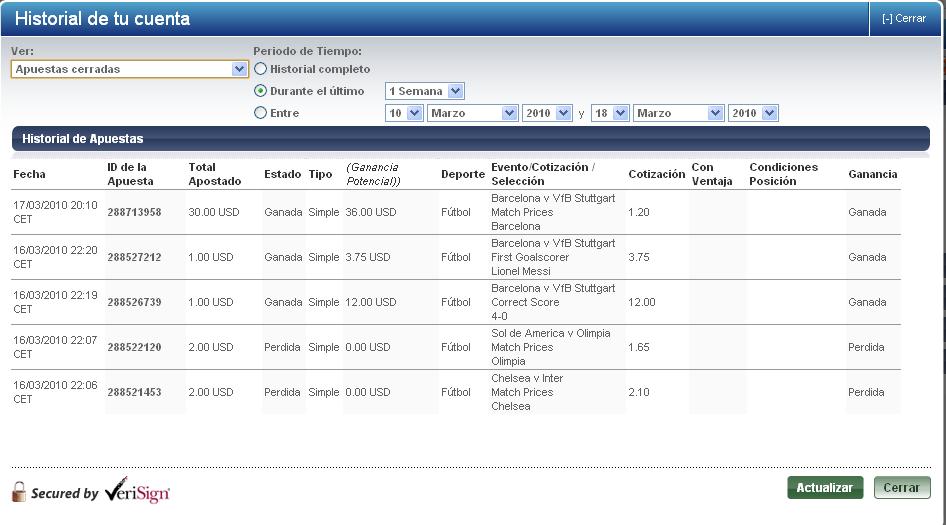 Historial de tu cuenta
[-] Cerrar
Ver:
Apuestas cerradas
Periodo de Tiempo:
Historial completo
Durante el último 1 Semana
Entre 10 Marzo 2010 y 18 Marzo 2010
Historial de Apuestas
Fecha ID de la Apuesta Total Apostado Estado Tipo (Ganancia Potencial)) Deporte Evento/Cotización / Selección Cotización Con Ventaja Condiciones Posición Ganancia
17/03/2010 20:10 CET 288713958 30.00 USD Ganada Simple 36.00 USD Fútbol Barcelona v VfB Stuttgart Match Prices Barcelona 1.20 Ganada
16/03/2010 22:20 CET 288527212 1.00 USD Ganada Simple 3.75 USD Fútbol Barcelona v VfB Stuttgart First Goalscorer Lionel Messi 3.75 Ganada
16/03/2010 22:19 CET 288526739 1.00 USD Ganada Simple 12.00 USD Fútbol Barcelona v VfB Stuttgart Correct Score 4-0 12.00 Ganada
16/03/2010 22:07 CET 288522120 2.00 USD Perdida Simple 0.00 USD Fútbol Sol de America v Olimpia Match Prices Olimpia 1.65 Perdida
16/03/2010 22:06 CET 288521453 2.00 USD Perdida Simple 0.00 USD Fútbol Chelsea v Inter Match Prices Chelsea 2.10 Perdida
Secured by VeriSign
Actualizar
Cerrar